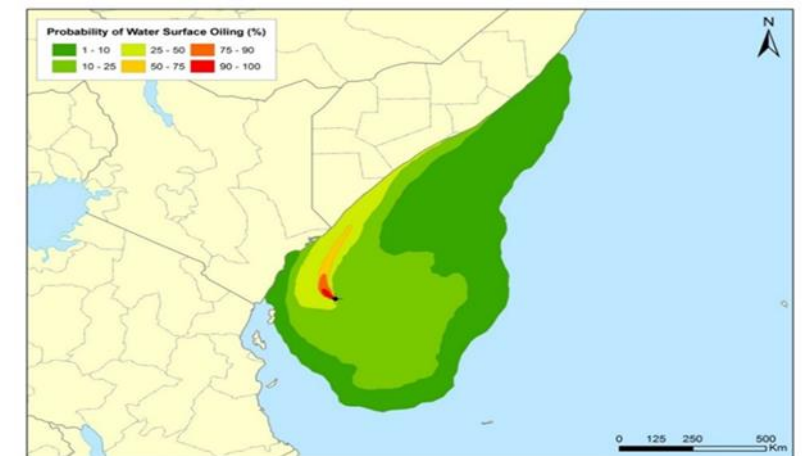 Probability of Water Surface Oiling (%)
1 - 10 25 - 50 75 - 90
10 - 25 50 - 75 90 - 100
N
0 125 250 500
Km